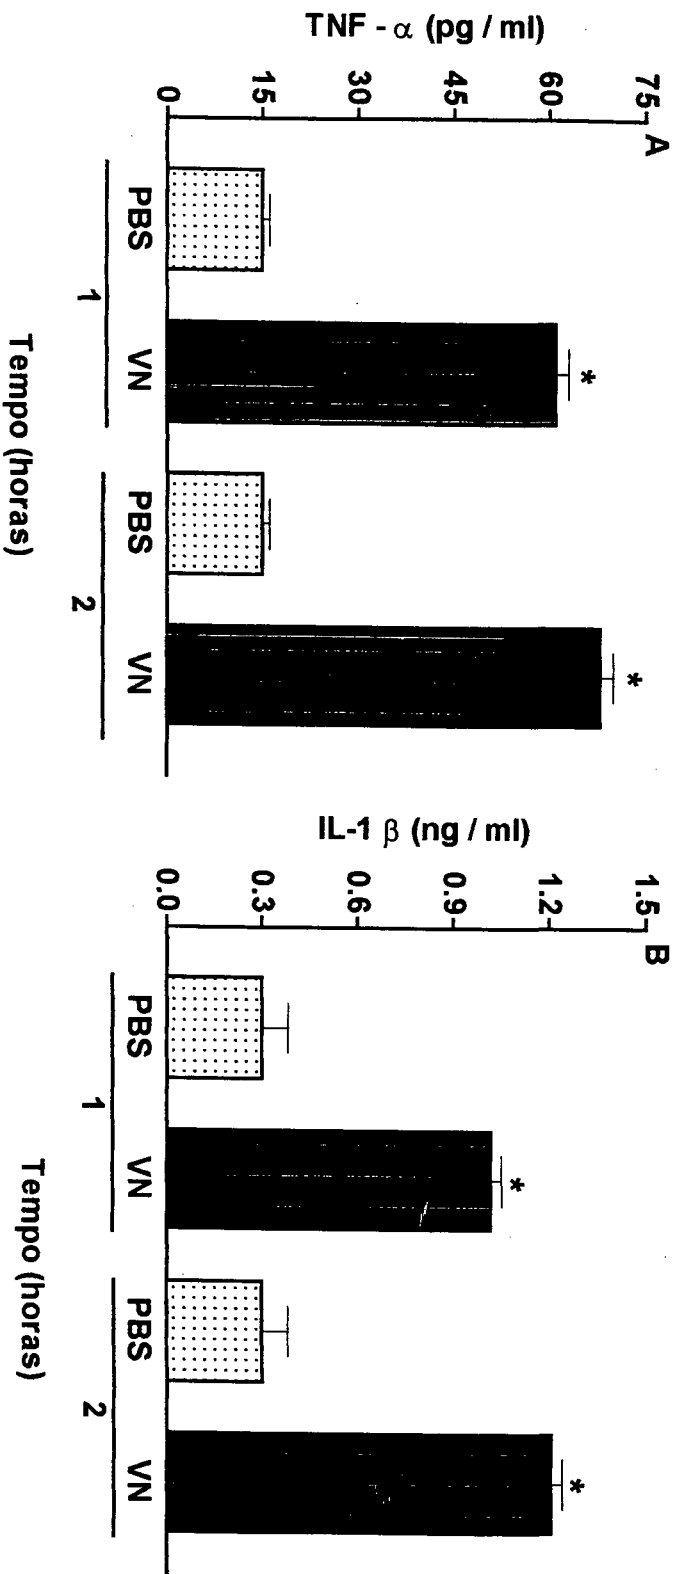 A
TNF - α (pg / ml)
75
60
45
30
15
0
PBS VN PBS VN
1 2
Tempo (horas)
* *
B
IL-1 β (ng / ml)
1.5
1.2
0.9
0.6
0.3
0.0
PBS VN PBS VN
1 2
Tempo (horas)
* *